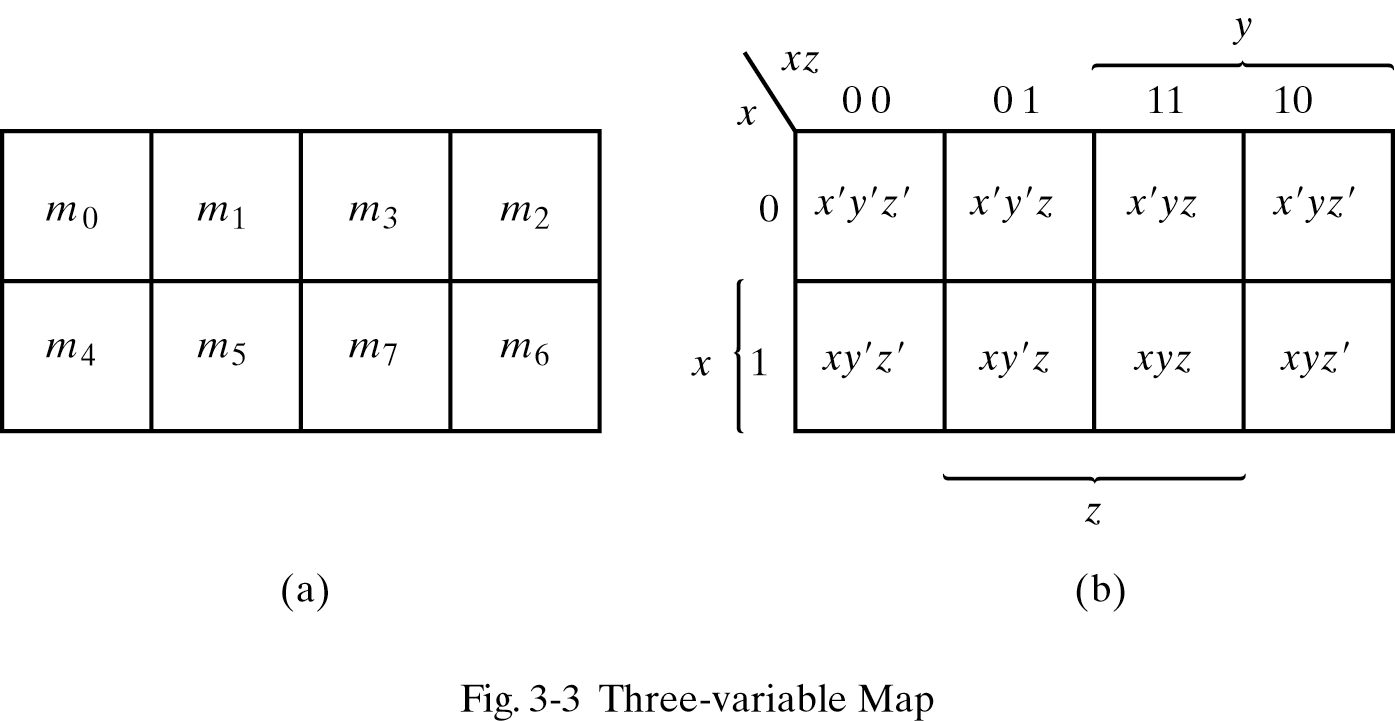 y
xz
x 00 01 11 10
m0 m1 m3 m2
0 x′y′z′ x′y′z x′yz x′yz′
m4 m5 m7 m6
x 1 xy′z′ xy′z xyz xyz′
z
(a) (b)
Fig. 3-3 Three-variable Map